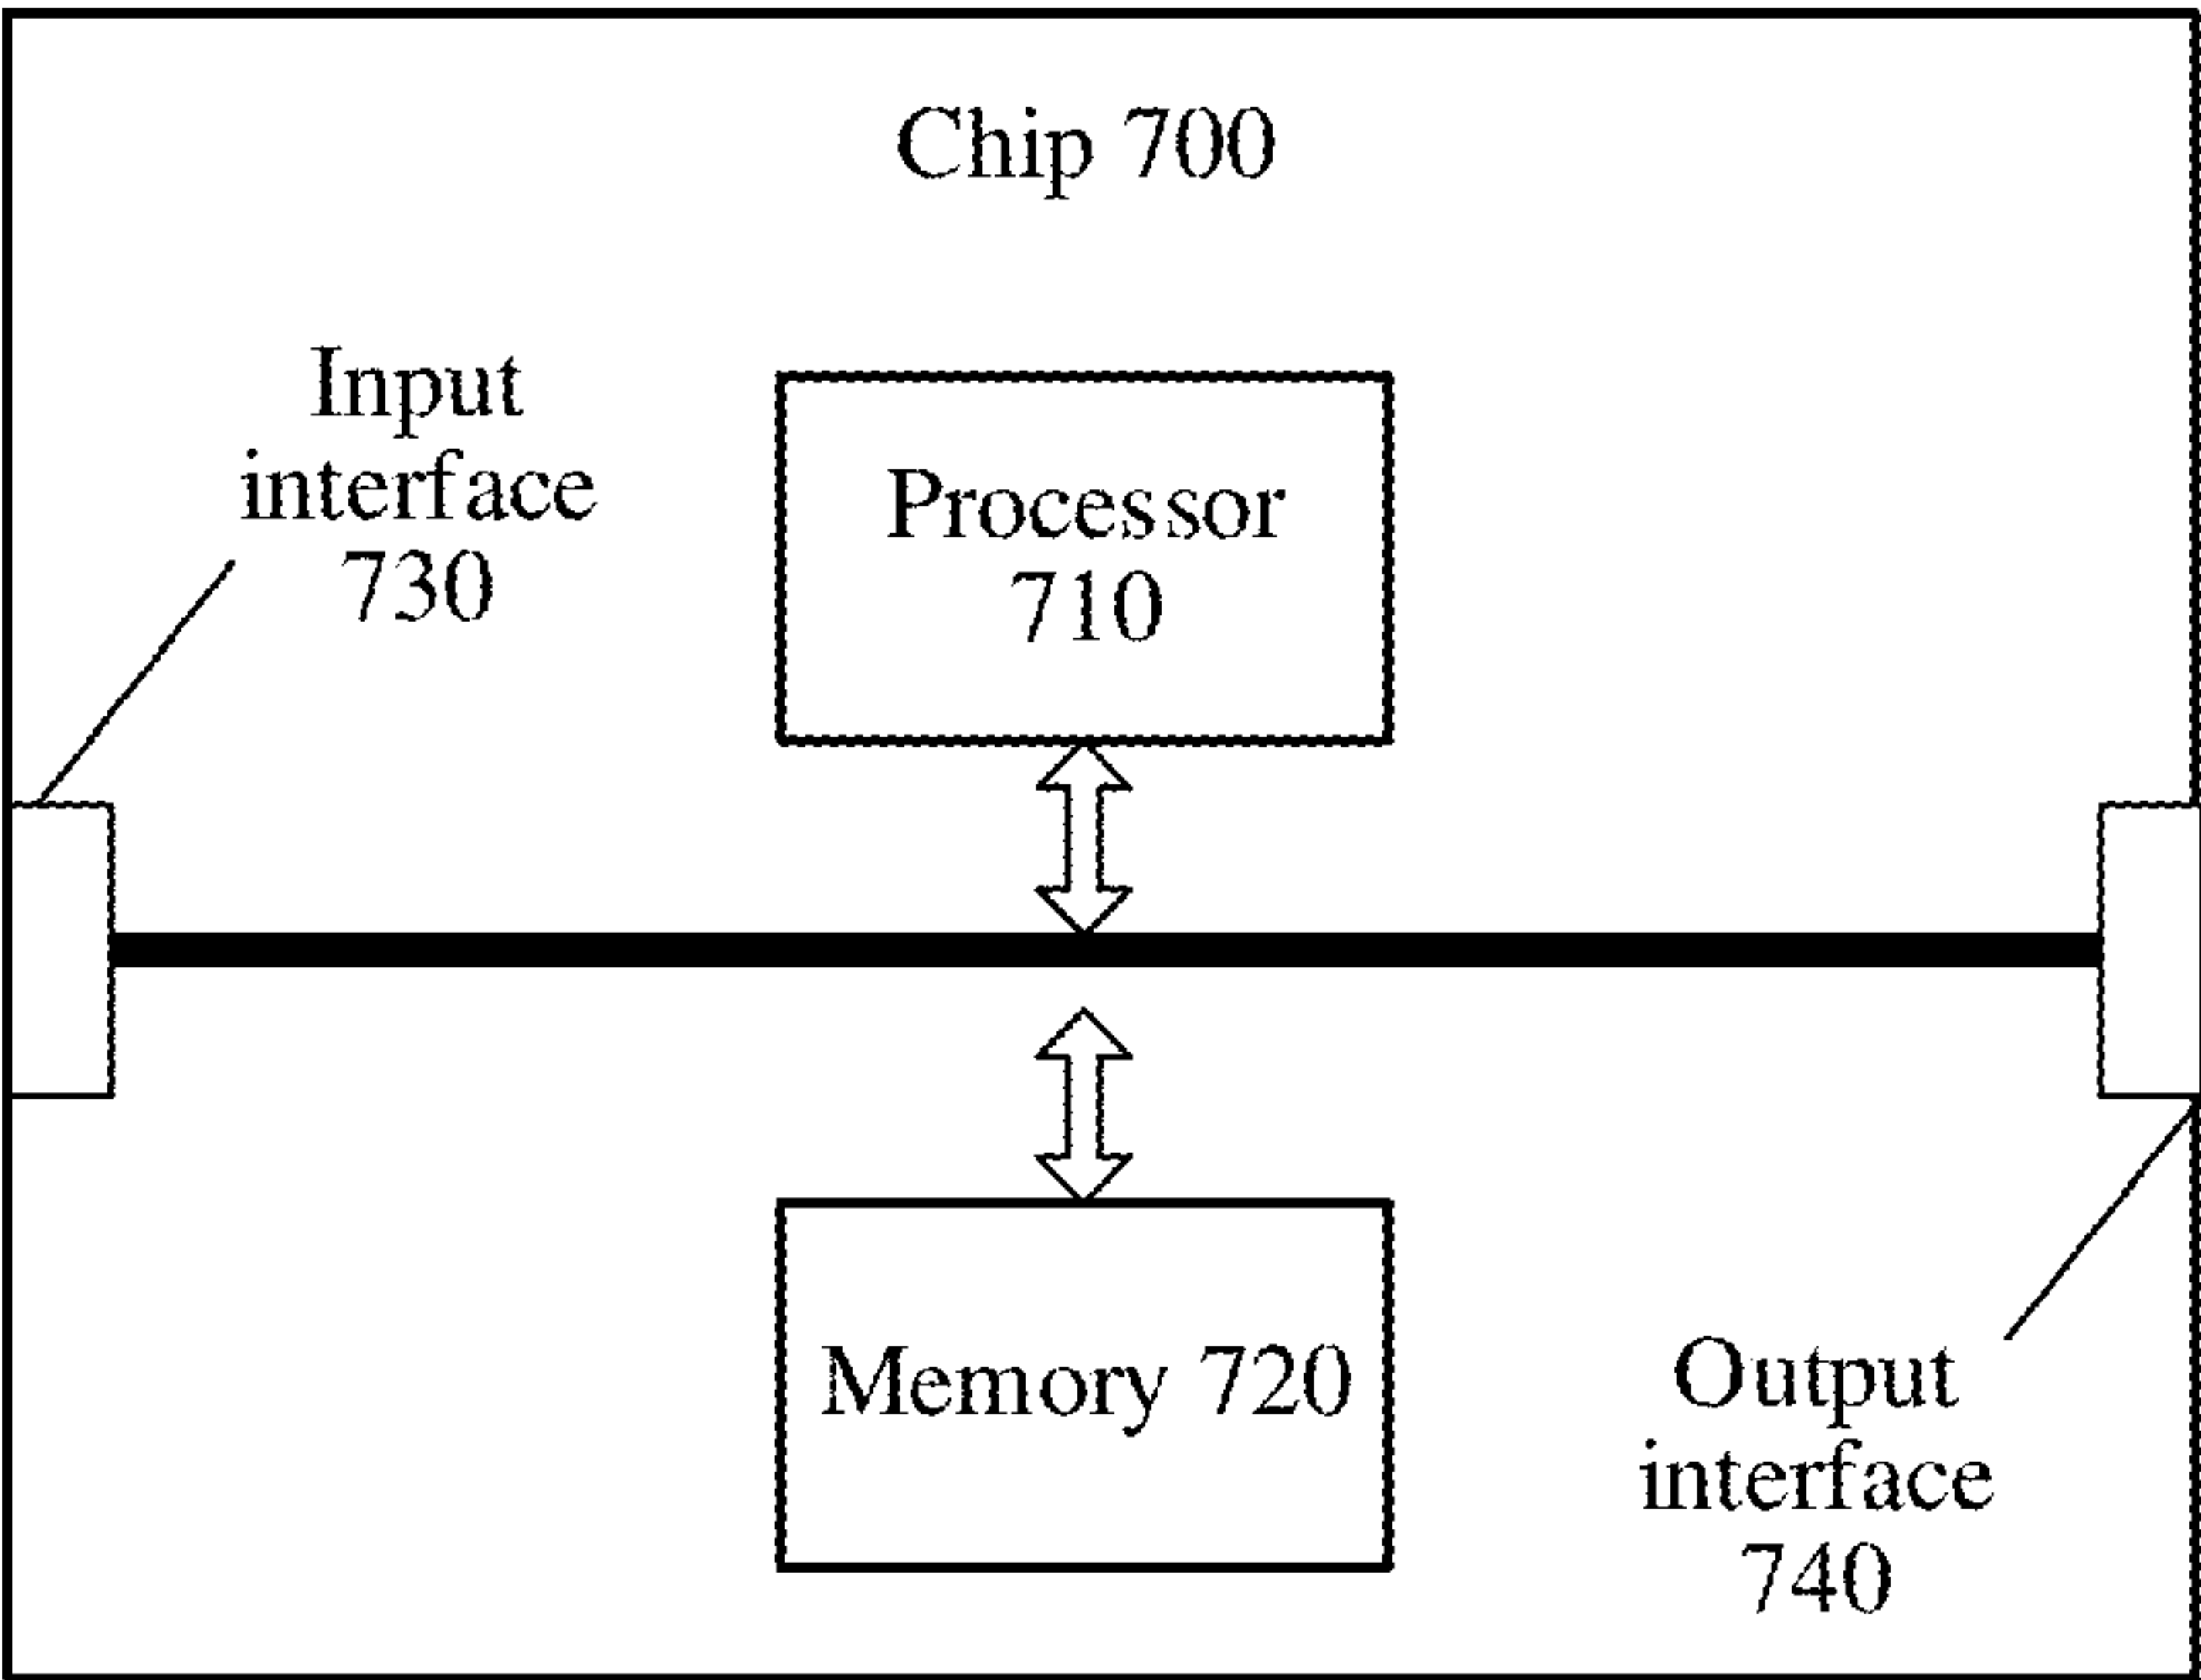 Chip 700
Input
interface
730
Processor
710
Memory 720
Output
interface
740